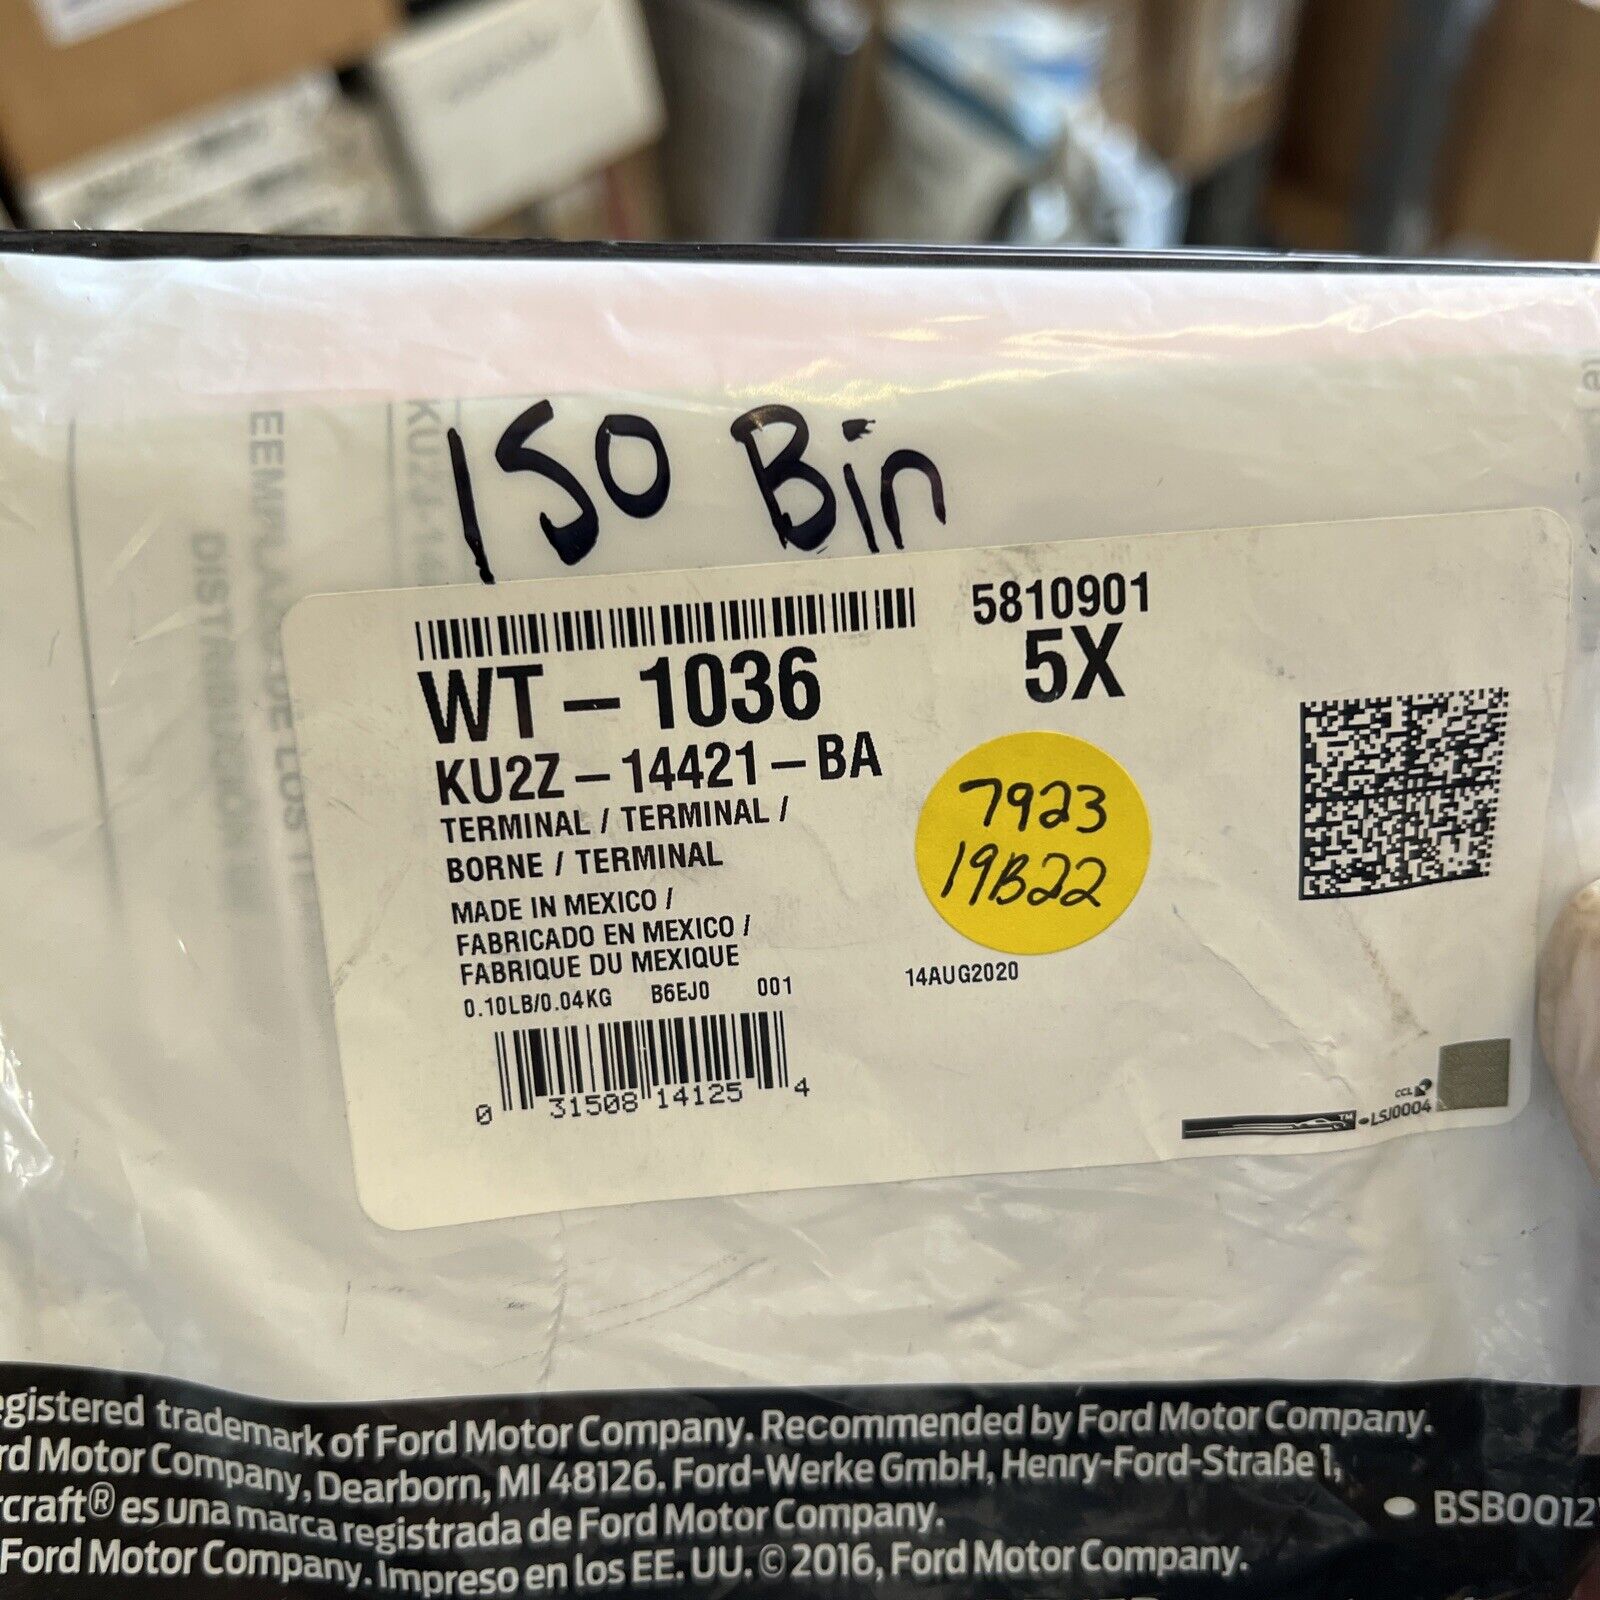 150 Bin
5810901
WT-1036
5X
KU2Z-14421-BA
TERMINAL / TERMINAL /
BORNE / TERMINAL
7923
19B22
MADE IN MEXICO /
FABRICADO EN MEXICO /
FABRIQUE DU MEXIQUE
0.10LB/0.04KG B6EJ0 001
14AUG2020
0 31508 14125 4
CCL
TM
LSJ0004
DISTRIBUCIÓN
gistered trademark of Ford Motor Company. Recommended by Ford Motor Company.
rd Motor Company, Dearborn, MI 48126. Ford-Werke GmbH, Henry-Ford-Straße 1,
rcraft® es una marca registrada de Ford Motor Company.
BSB0012
Ford Motor Company. Impreso en los EE. UU. © 2016, Ford Motor Company.